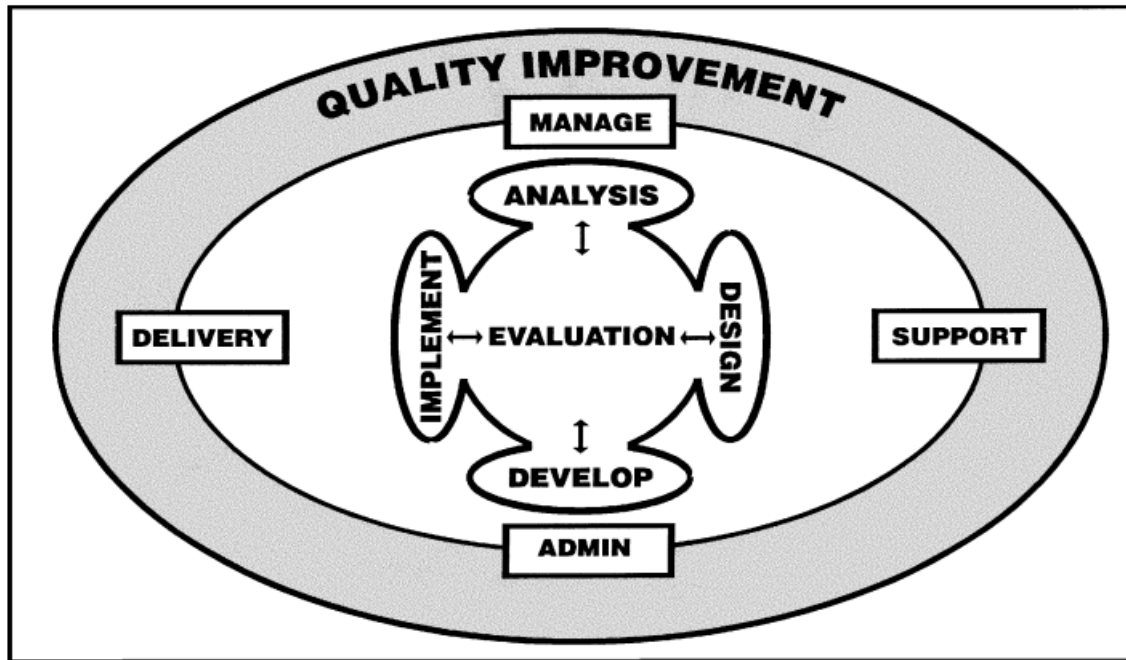 QUALITY IMPROVEMENT
MANAGE
ANALYSIS
IMPLEMENT
DESIGN
DELIVERY
EVALUATION
SUPPORT
DEVELOP
ADMIN